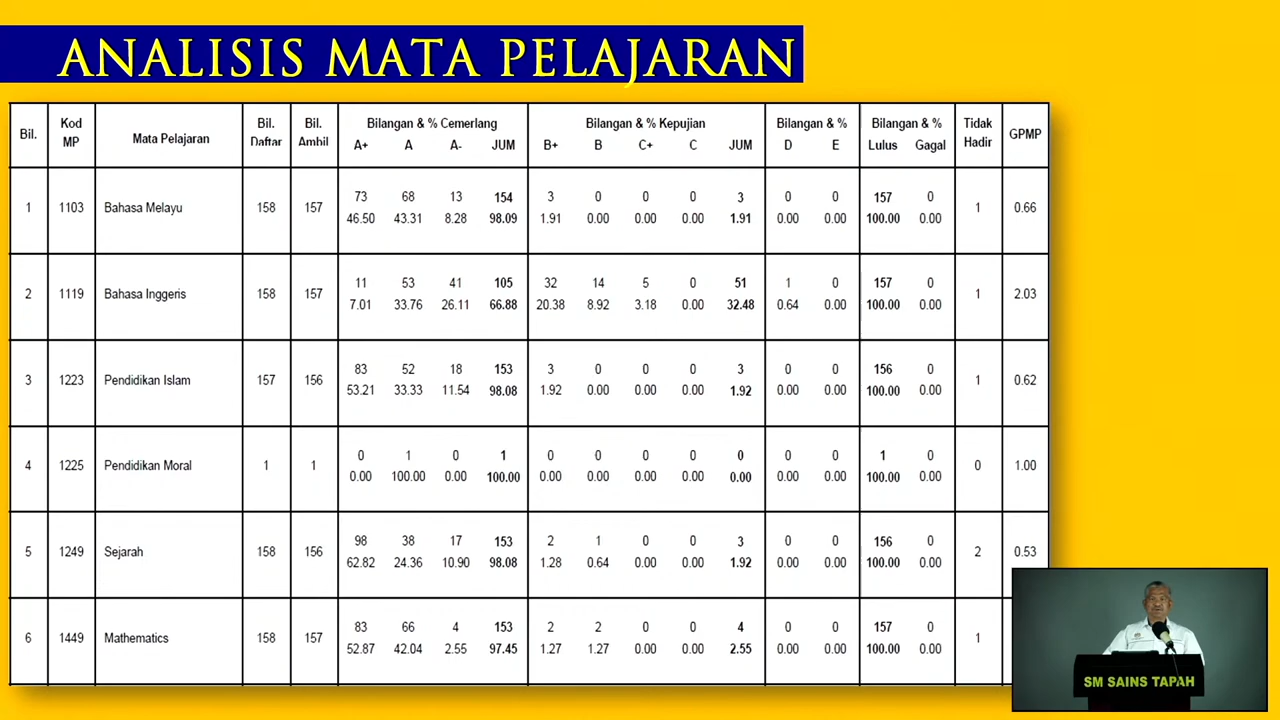 ANALISIS MATA PELAJARAN
Bil. Kod MP Mata Pelajaran Bil. Daftar Bil. Ambil Bilangan & % Cemerlang Bilangan & % Kepujian Bilangan & % Bilangan & % Tidak Hadir GPMP
A+ A A- JUM B+ B C+ C JUM D E Lulus Gagal
73 68 13 154 3 0 0 0 3 0 0 157 0
1 1103 Bahasa Melayu 158 157 1 0.66
46.50 43.31 8.28 98.09 1.91 0.00 0.00 0.00 1.91 0.00 0.00 100.00 0.00
11 53 41 105 32 14 5 0 51 1 0 157 0
2 1119 Bahasa Inggeris 158 157 1 2.03
7.01 33.76 26.11 66.88 20.38 8.92 3.18 0.00 32.48 0.64 0.00 100.00 0.00
83 52 18 153 3 0 0 0 3 0 0 156 0
3 1223 Pendidikan Islam 157 156 1 0.62
53.21 33.33 11.54 98.08 1.92 0.00 0.00 0.00 1.92 0.00 0.00 100.00 0.00
0 1 0 1 0 0 0 0 0 0 0 1 0
4 1225 Pendidikan Moral 1 1 0 1.00
0.00 100.00 0.00 100.00 0.00 0.00 0.00 0.00 0.00 0.00 0.00 100.00 0.00
98 38 17 153 2 1 0 0 3 0 0 156 0
5 1249 Sejarah 158 156 2 0.53
62.82 24.36 10.90 98.08 1.28 0.64 0.00 0.00 1.92 0.00 0.00 100.00 0.00
83 66 4 153 2 2 0 0 4 0 0 157 0
6 1449 Mathematics 158 157 1
52.87 42.04 2.55 97.45 1.27 1.27 0.00 0.00 2.55 0.00 0.00 100.00 0.00
SM SAINS TAPAH